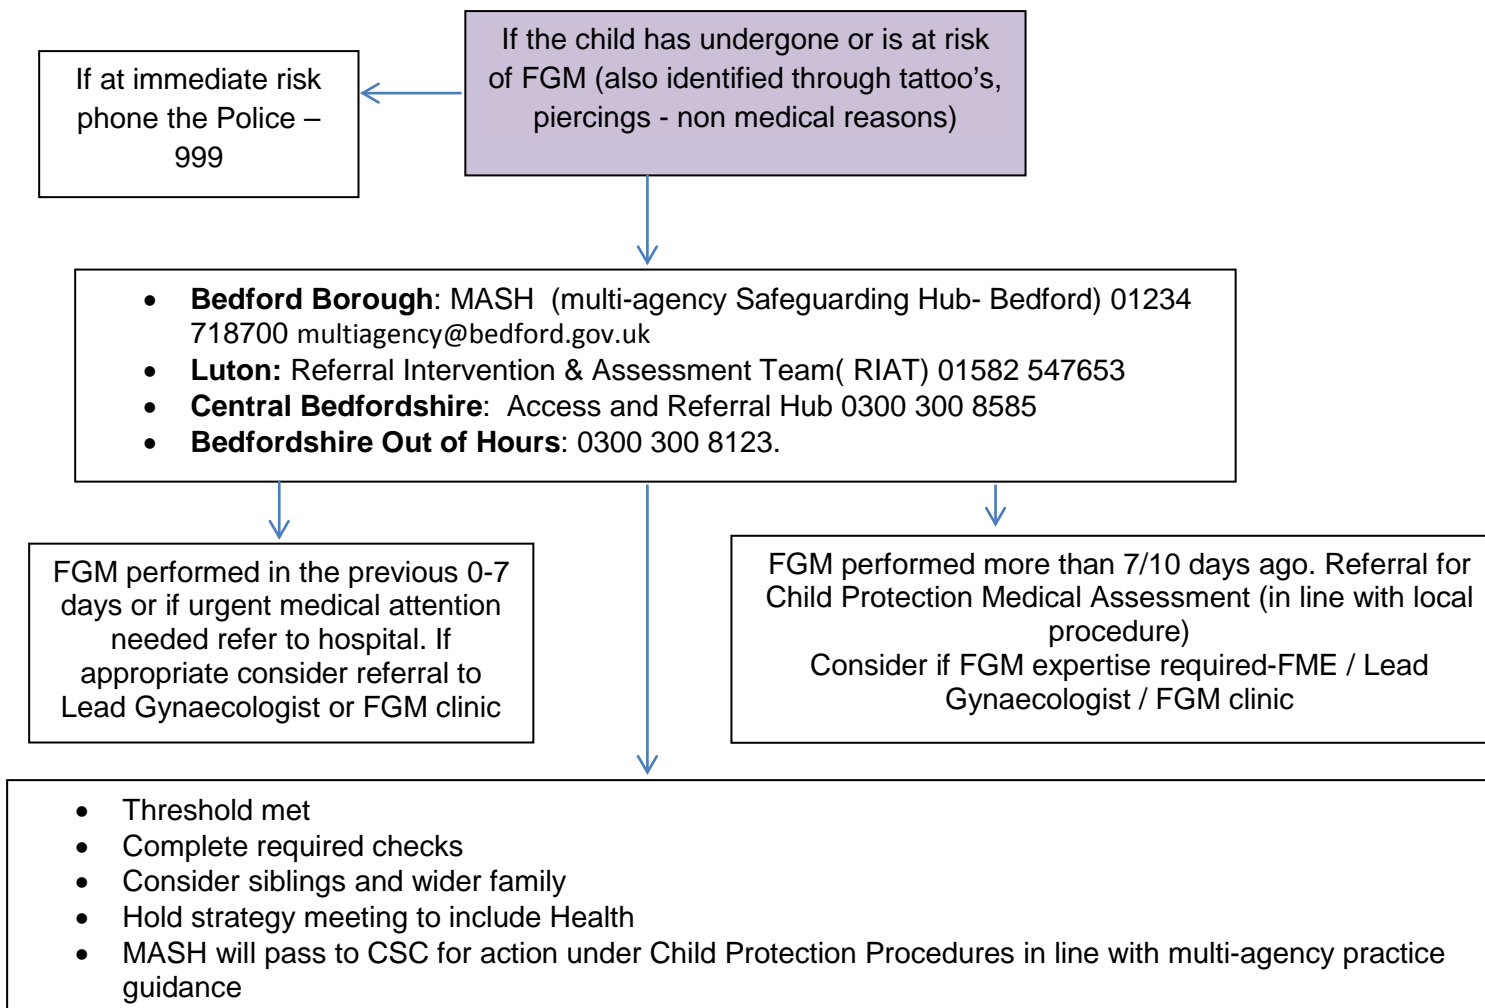 If the child has undergone or is at risk
of FGM (also identified through tattoo’s,
piercings - non medical reasons)
If at immediate risk
phone the Police –
999
• Bedford Borough: MASH (multi-agency Safeguarding Hub- Bedford) 01234
718700 multiagency@bedford.gov.uk
• Luton: Referral Intervention & Assessment Team( RIAT) 01582 547653
• Central Bedfordshire: Access and Referral Hub 0300 300 8585
• Bedfordshire Out of Hours: 0300 300 8123.
FGM performed in the previous 0-7
days or if urgent medical attention
needed refer to hospital. If
appropriate consider referral to
Lead Gynaecologist or FGM clinic
FGM performed more than 7/10 days ago. Referral for
Child Protection Medical Assessment (in line with local
procedure)
Consider if FGM expertise required-FME / Lead
Gynaecologist / FGM clinic
• Threshold met
• Complete required checks
• Consider siblings and wider family
• Hold strategy meeting to include Health
• MASH will pass to CSC for action under Child Protection Procedures in line with multi-agency practice
guidance